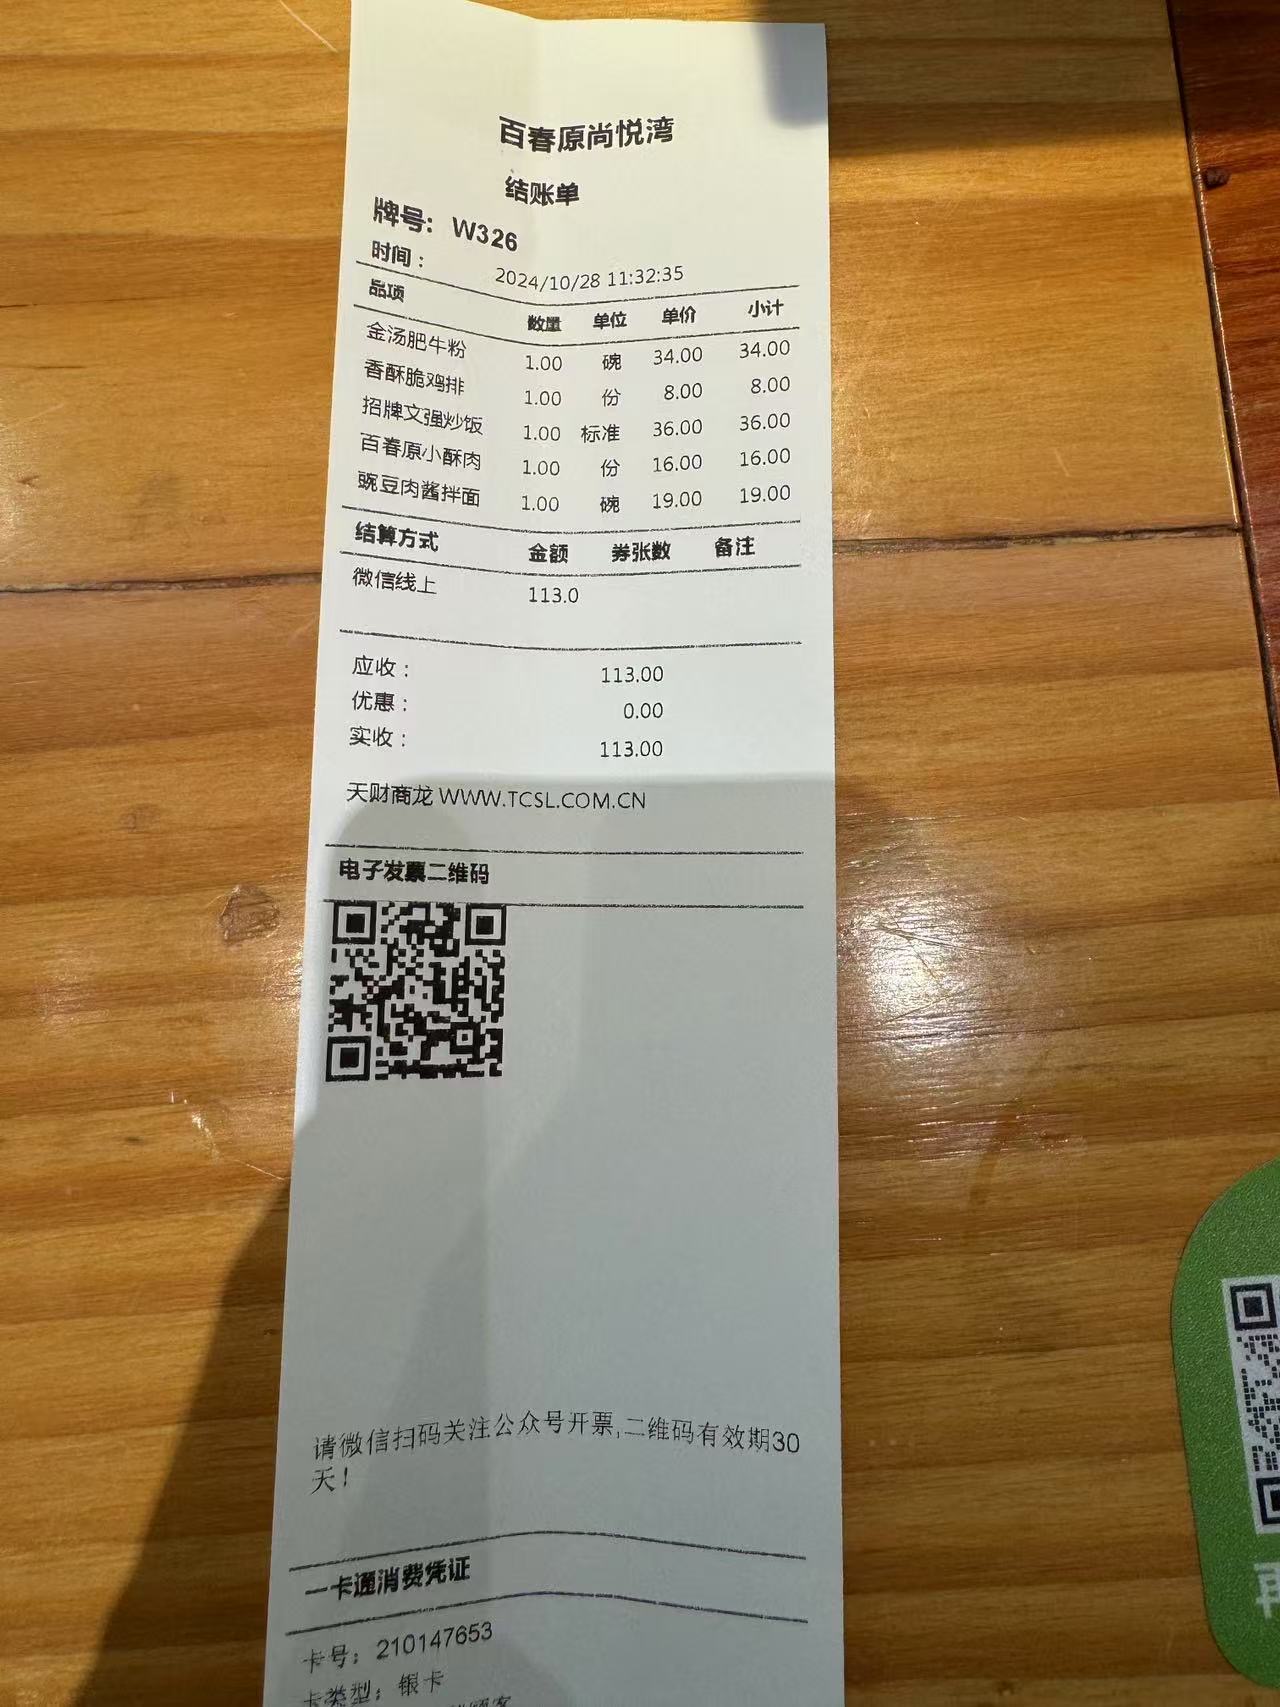 百春原尚悦湾
结账单
牌号: W326
时间: 2024/10/28 11:32:35
品项 数量 单位 单价 小计
金汤肥牛粉 1.00 碗 34.00 34.00
香酥脆鸡排 1.00 份 8.00 8.00
招牌文强炒饭 1.00 标准 36.00 36.00
百春原小酥肉 1.00 份 16.00 16.00
豌豆肉酱拌面 1.00 碗 19.00 19.00
结算方式 金额 券张数 备注
微信线上 113.0
应收: 113.00
优惠: 0.00
实收: 113.00
天财商龙 WWW.TCSL.COM.CN
电子发票二维码
请微信扫码关注公众号开票,二维码有效期30
天!
一卡通消费凭证
卡号: 210147653
卡类型: 银卡